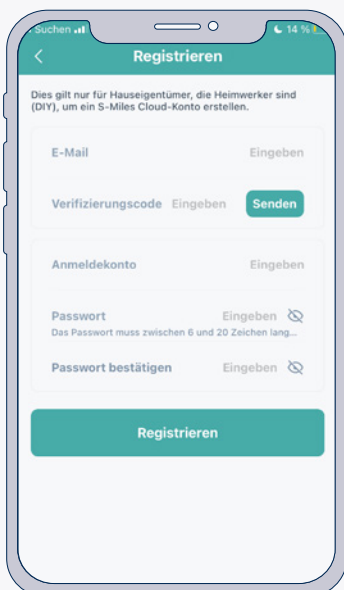 Suchen
14 %
Registrieren
Dies gilt nur für Hauseigentümer, die Heimwerker sind
(DIY), um ein S-Miles Cloud-Konto erstellen.
E-Mail Eingeben
Verifizierungscode Eingeben Senden
Anmeldekonto Eingeben
Passwort Eingeben
Das Passwort muss zwischen 6 und 20 Zeichen lang...
Passwort bestätigen Eingeben
Registrieren